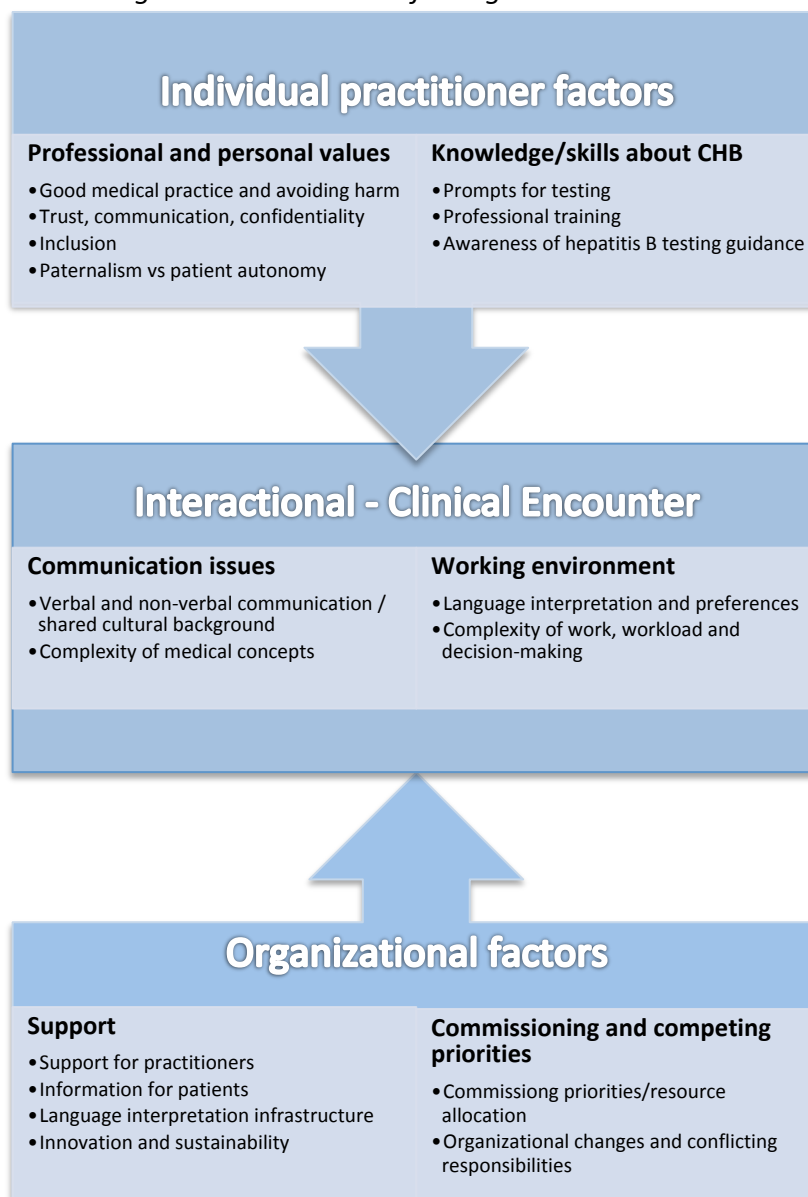 Individual practitioner factors
Professional and personal values
•Good medical practice and avoiding harm
•Trust, communication, confidentiality
•Inclusion
•Paternalism vs patient autonomy
Knowledge/skills about CHB
•Prompts for testing
•Professional training
•Awareness of hepatitis B testing guidance
Interactional - Clinical Encounter
Communication issues
•Verbal and non-verbal communication /
shared cultural background
•Complexity of medical concepts
Working environment
•Language interpretation and preferences
•Complexity of work, workload and
decision-making
Organizational factors
Support
•Support for practitioners
•Information for patients
•Language interpretation infrastructure
•Innovation and sustainability
Commissioning and competing
priorities
•Commissiong priorities/resource
allocation
•Organizational changes and conflicting
responsibilities